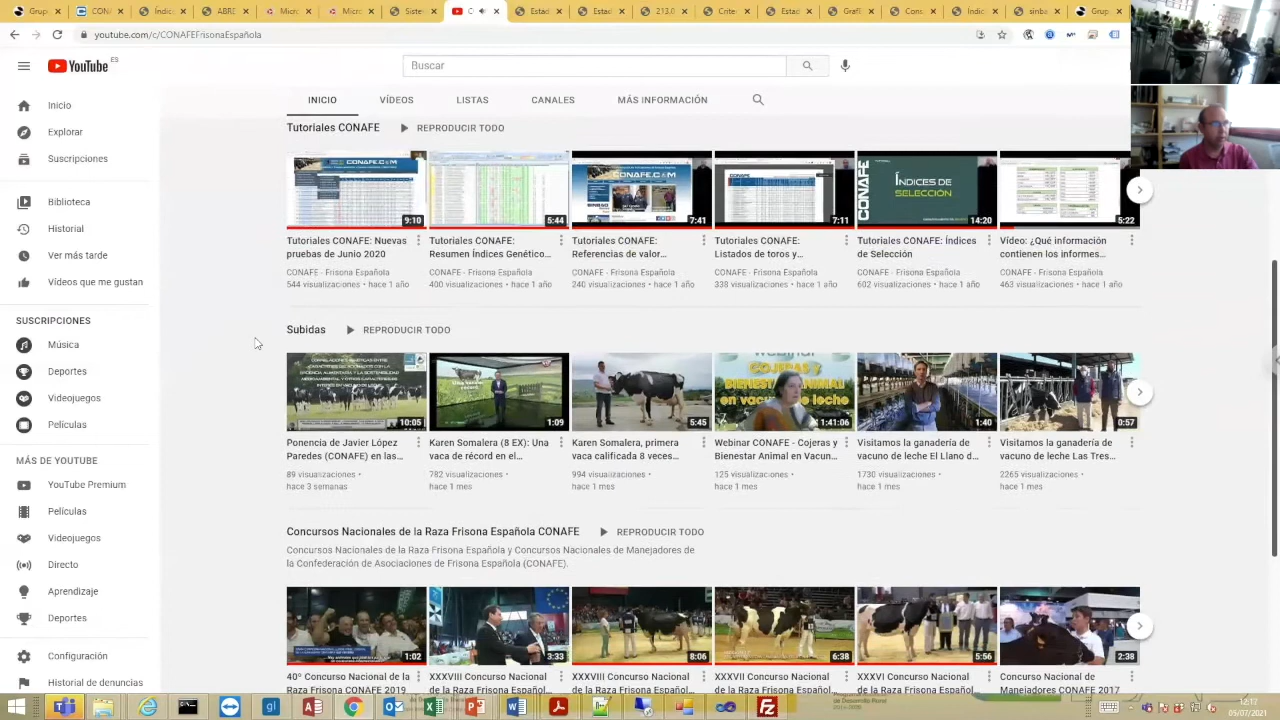 youtube.com/c/CONAFEFrisonaEspañola
YouTube ES
Buscar
INICIO VÍDEOS LISTAS CANALES MÁS INFORMACIÓN
Inicio
Explorar
Suscripciones
Biblioteca
Historial
Ver más tarde
Vídeos que me gustan
SUSCRIPCIONES
Música
Deportes
Videojuegos
Películas
MÁS DE YOUTUBE
YouTube Premium
Películas
Videojuegos
Directo
Aprendizaje
Deportes
Configuración
Historial de denuncias
Tutoriales CONAFE REPRODUCIR TODO
CONAFE
ÍNDICES DE
SELECCIÓN
9:10 5:44 7:41 7:11 14:20 5:22
Tutoriales CONAFE: Nuevas
pruebas de Junio 2020
CONAFE - Frisona Española
544 visualizaciones • hace 1 año
Tutoriales CONAFE:
Resumen Índices Genético...
CONAFE - Frisona Española
400 visualizaciones • hace 1 año
Tutoriales CONAFE:
Referencias de valor...
CONAFE - Frisona Española
240 visualizaciones • hace 1 año
Tutoriales CONAFE:
Listados de toros y...
CONAFE - Frisona Española
338 visualizaciones • hace 1 año
Tutoriales CONAFE: Índices
de Selección
CONAFE - Frisona Española
602 visualizaciones • hace 1 año
Vídeo: ¿Qué información
contienen los informes...
CONAFE - Frisona Española
463 visualizaciones • hace 1 año
Subidas REPRODUCIR TODO
10:05 1:09 5:45 1:41:06 1:40 0:57
Ponencia de Javier López
Paredes (CONAFE) en las...
89 visualizaciones •
hace 3 semanas
Karen Somalera (8 EX): Una
vaca de récord en el...
782 visualizaciones •
hace 1 mes
Karen Somalera, primera
vaca calificada 8 veces...
994 visualizaciones •
hace 1 mes
Webinar CONAFE - Cojeras y
Bienestar Animal en Vacun...
125 visualizaciones •
hace 1 mes
Visitamos la ganadería de
vacuno de leche El Llano d...
1730 visualizaciones •
hace 1 mes
Visitamos la ganadería de
vacuno de leche Las Tres...
2265 visualizaciones •
hace 1 mes
Concursos Nacionales de la Raza Frisona Española CONAFE REPRODUCIR TODO
Concursos Nacionales de la Raza Frisona Española y Concursos Nacionales de Manejadores de
la Confederación de Asociaciones de Frisona Española (CONAFE).
1:02 3:33 8:06 6:38 5:56 2:38
40º Concurso Nacional de
la Raza Frisona CONAFE 2019
XXXVIII Concurso Nacional
de la Raza Frisona Español...
XXXVIII Concurso Nacional
de la Raza Frisona Español...
XXXVII Concurso Nacional
de la Raza Frisona Español...
XXXVI Concurso Nacional
de la Raza Frisona Español...
Concurso Nacional de
Manejadores CONAFE 2017
12:12
05/07/2021